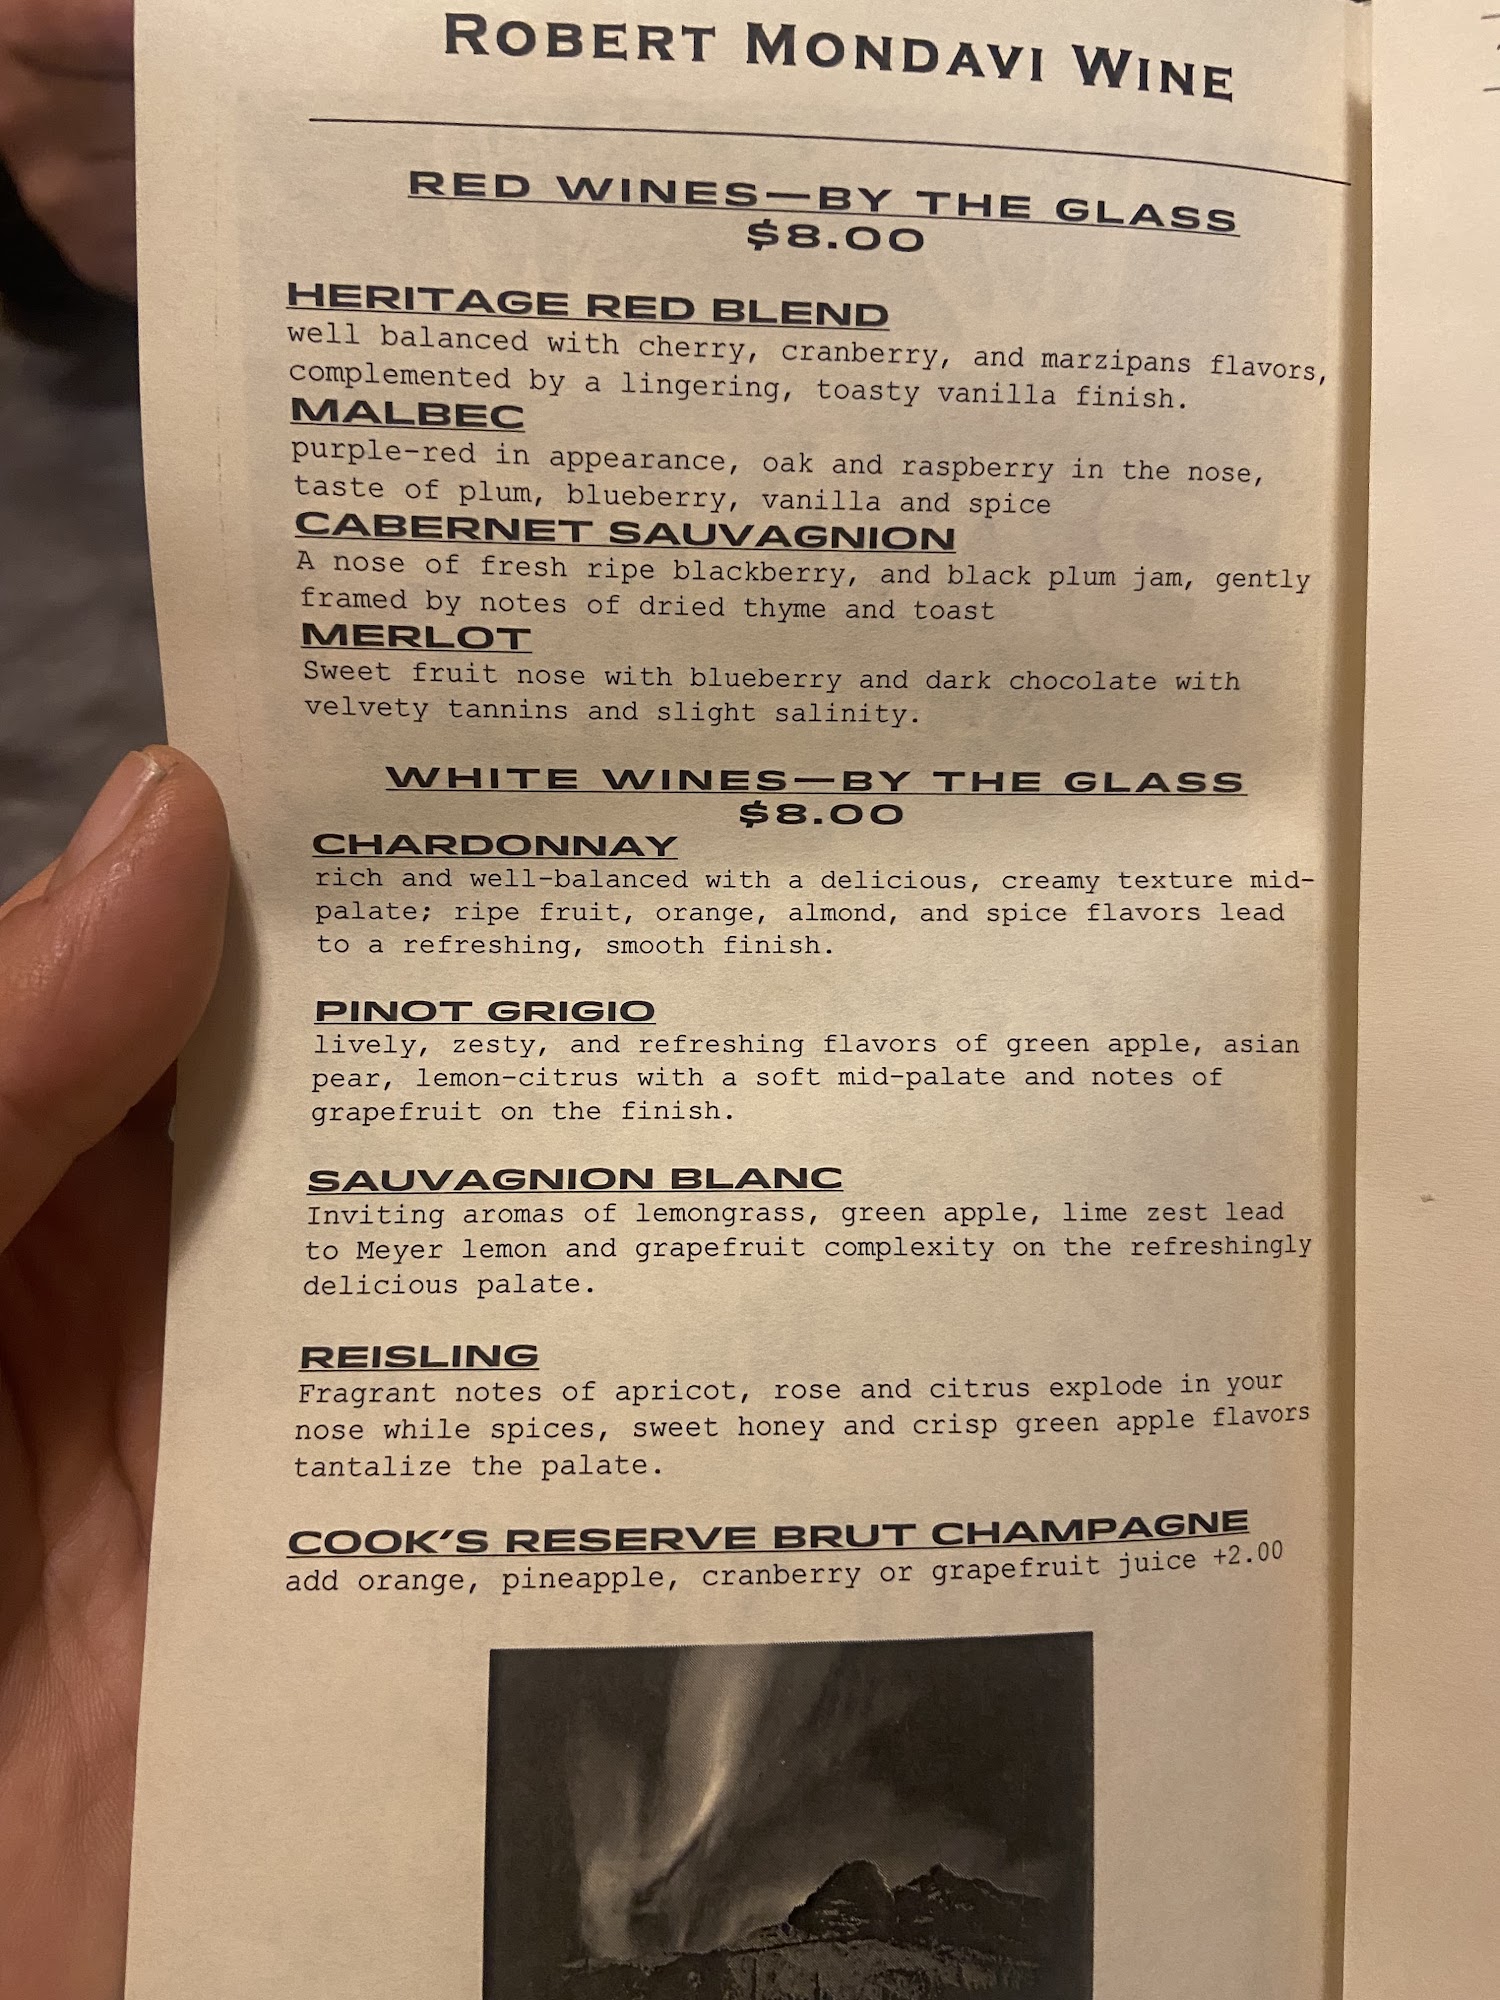 ROBERT MONDAVI WINE
RED WINES—BY THE GLASS
$8.00
HERITAGE RED BLEND
well balanced with cherry, cranberry, and marzipans flavors,
complemented by a lingering, toasty vanilla finish.
MALBEC
purple-red in appearance, oak and raspberry in the nose,
taste of plum, blueberry, vanilla and spice
CABERNET SAUVAGNION
A nose of fresh ripe blackberry, and black plum jam, gently
framed by notes of dried thyme and toast
MERLOT
Sweet fruit nose with blueberry and dark chocolate with
velvety tannins and slight salinity.
WHITE WINES—BY THE GLASS
$8.00
CHARDONNAY
rich and well-balanced with a delicious, creamy texture mid-
palate; ripe fruit, orange, almond, and spice flavors lead
to a refreshing, smooth finish.
PINOT GRIGIO
lively, zesty, and refreshing flavors of green apple, asian
pear, lemon-citrus with a soft mid-palate and notes of
grapefruit on the finish.
SAUVAGNION BLANC
Inviting aromas of lemongrass, green apple, lime zest lead
to Meyer lemon and grapefruit complexity on the refreshingly
delicious palate.
REISLING
Fragrant notes of apricot, rose and citrus explode in your
nose while spices, sweet honey and crisp green apple flavors
tantalize the palate.
COOK'S RESERVE BRUT CHAMPAGNE
add orange, pineapple, cranberry or grapefruit juice +2.00